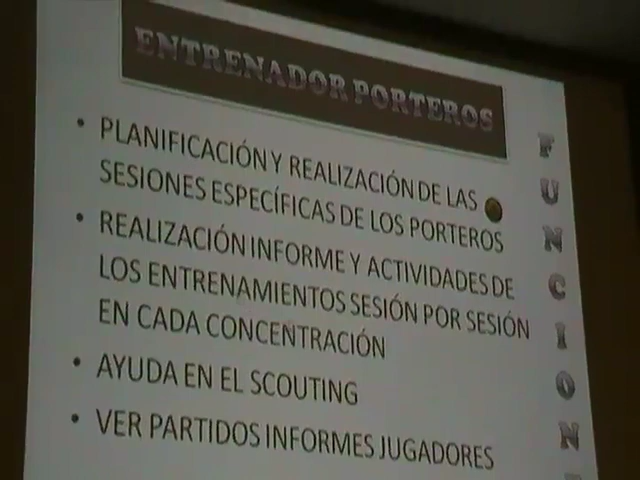 ENTRENADOR PORTEROS
• PLANIFICACIÓN Y REALIZACIÓN DE LAS
SESIONES ESPECÍFICAS DE LOS PORTEROS
• REALIZACIÓN INFORME Y ACTIVIDADES DE
LOS ENTRENAMIENTOS SESIÓN POR SESIÓN
EN CADA CONCENTRACIÓN
• AYUDA EN EL SCOUTING
• VER PARTIDOS INFORMES JUGADORES
F
U
N
C
I
O
N